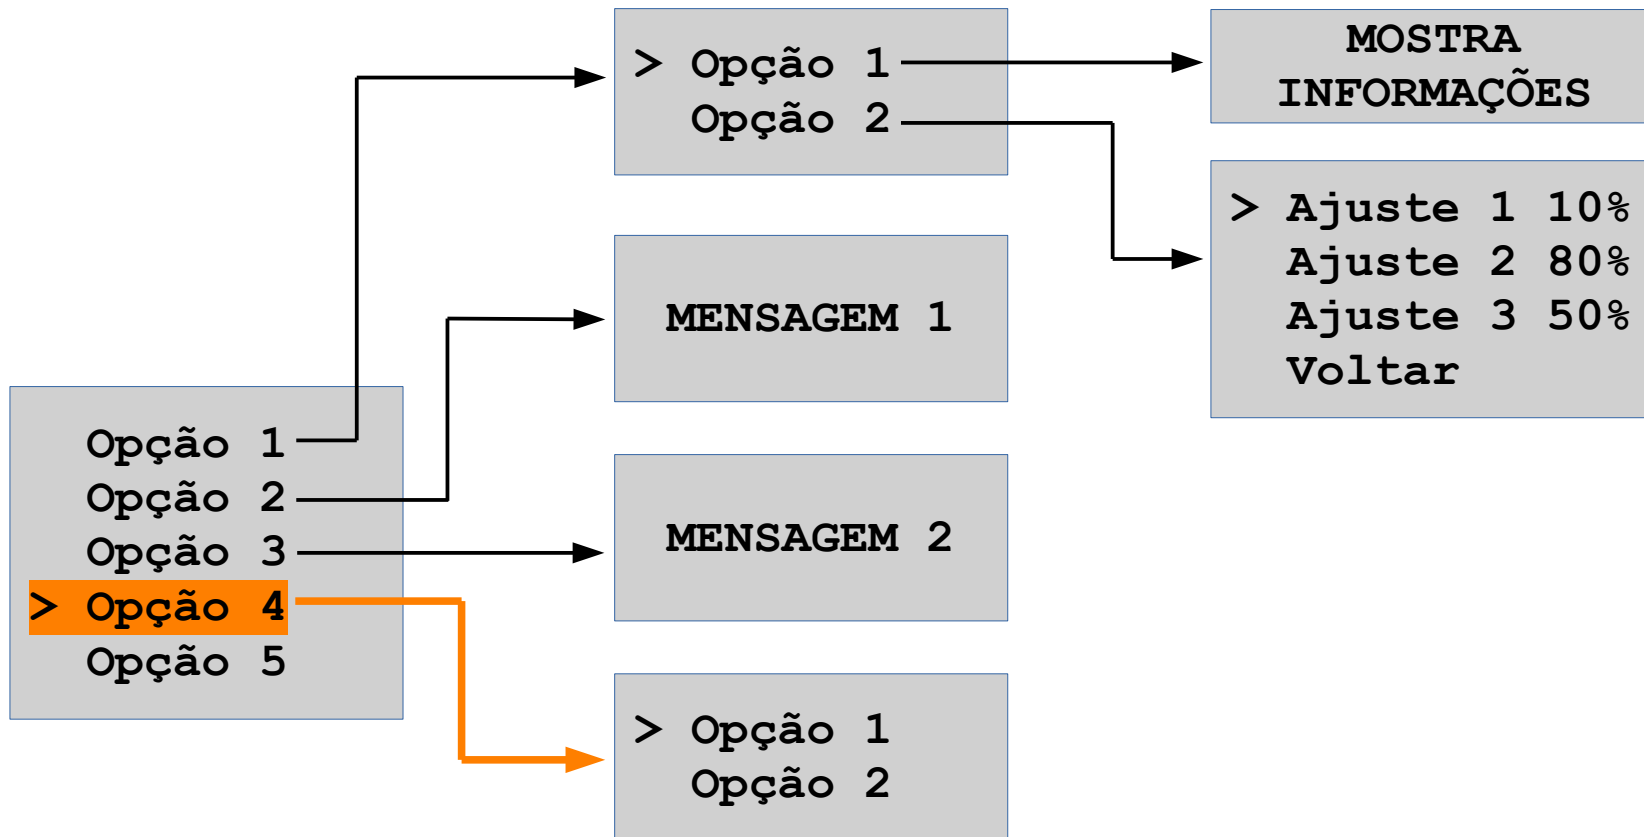 > Opção 1
Opção 2
MOSTRA
INFORMAÇÕES
> Ajuste 1 10%
Ajuste 2 80%
Ajuste 3 50%
Voltar
MENSAGEM 1
Opção 1
Opção 2
Opção 3
> Opção 4
Opção 5
MENSAGEM 2
> Opção 1
Opção 2